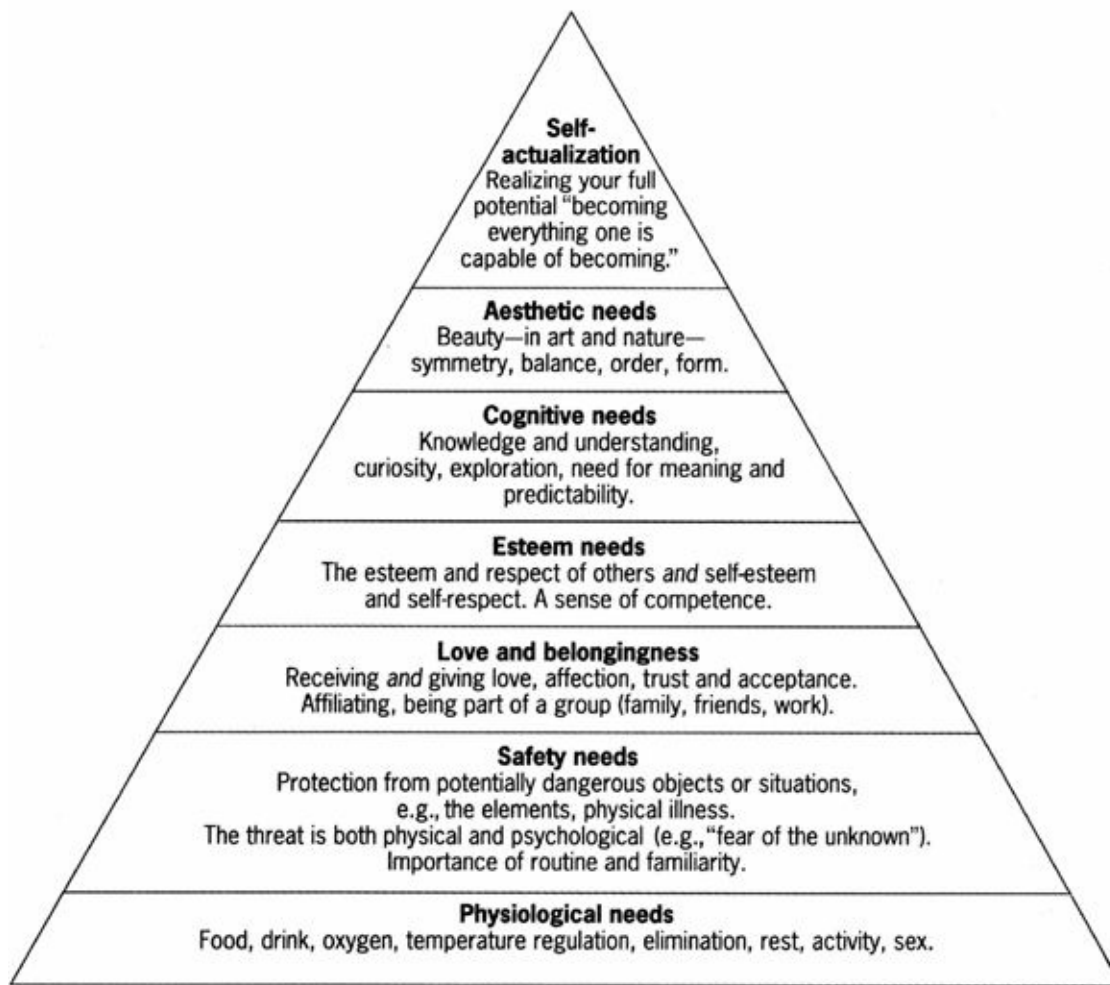 Self-
actualization
Realizing your full
potential “becoming
everything one is
capable of becoming.”
Aesthetic needs
Beauty—in art and nature—
symmetry, balance, order, form.
Cognitive needs
Knowledge and understanding,
curiosity, exploration, need for meaning and
predictability.
Esteem needs
The esteem and respect of others and self-esteem
and self-respect. A sense of competence.
Love and belongingness
Receiving and giving love, affection, trust and acceptance.
Affiliating, being part of a group (family, friends, work).
Safety needs
Protection from potentially dangerous objects or situations,
e.g., the elements, physical illness.
The threat is both physical and psychological (e.g., “fear of the unknown”).
Importance of routine and familiarity.
Physiological needs
Food, drink, oxygen, temperature regulation, elimination, rest, activity, sex.